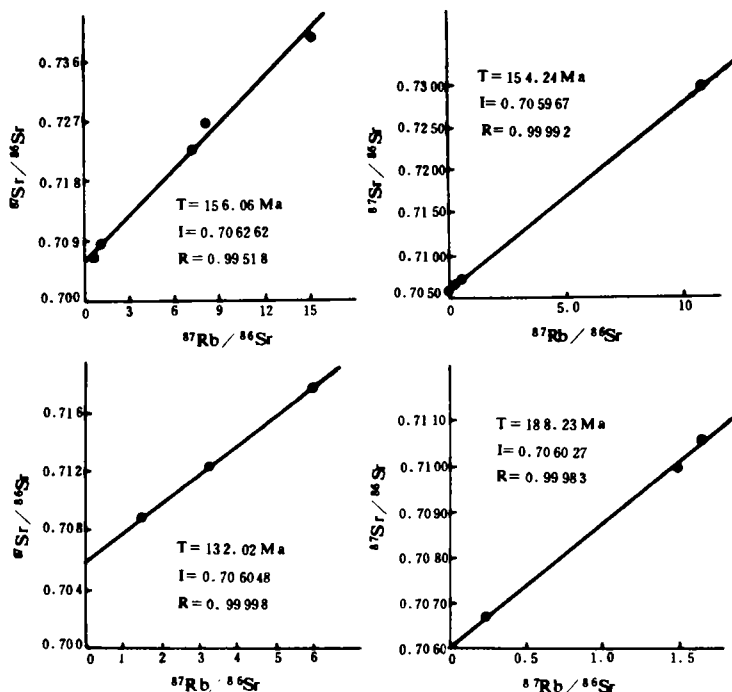 0.736
0.727
0.718
0.709
0.700
⁸⁷Sr/⁸⁶Sr
T=156.06 Ma
I=0.706262
R=0.99518
0 3 6 9 12 15
⁸⁷Rb/⁸⁶Sr
0.7300
0.7250
0.7200
0.7150
0.7100
0.7050
⁸⁷Sr/⁸⁶Sr
T=154.24 Ma
I=0.705967
R=0.99992
0 5.0 10
⁸⁷Rb/⁸⁶Sr
0.716
0.712
0.708
0.704
0.700
⁸⁷Sr/⁸⁶Sr
T=132.02 Ma
I=0.706048
R=0.99998
0 1 2 3 4 5 6
⁸⁷Rb/⁸⁶Sr
0.7110
0.7100
0.7090
0.7080
0.7060
0.7060
⁸⁷Sr/⁸⁶Sr
T=188.23 Ma
I=0.706027
R=0.99983
0 0.5 1.0 1.5
⁸⁷Rb/⁸⁶Sr